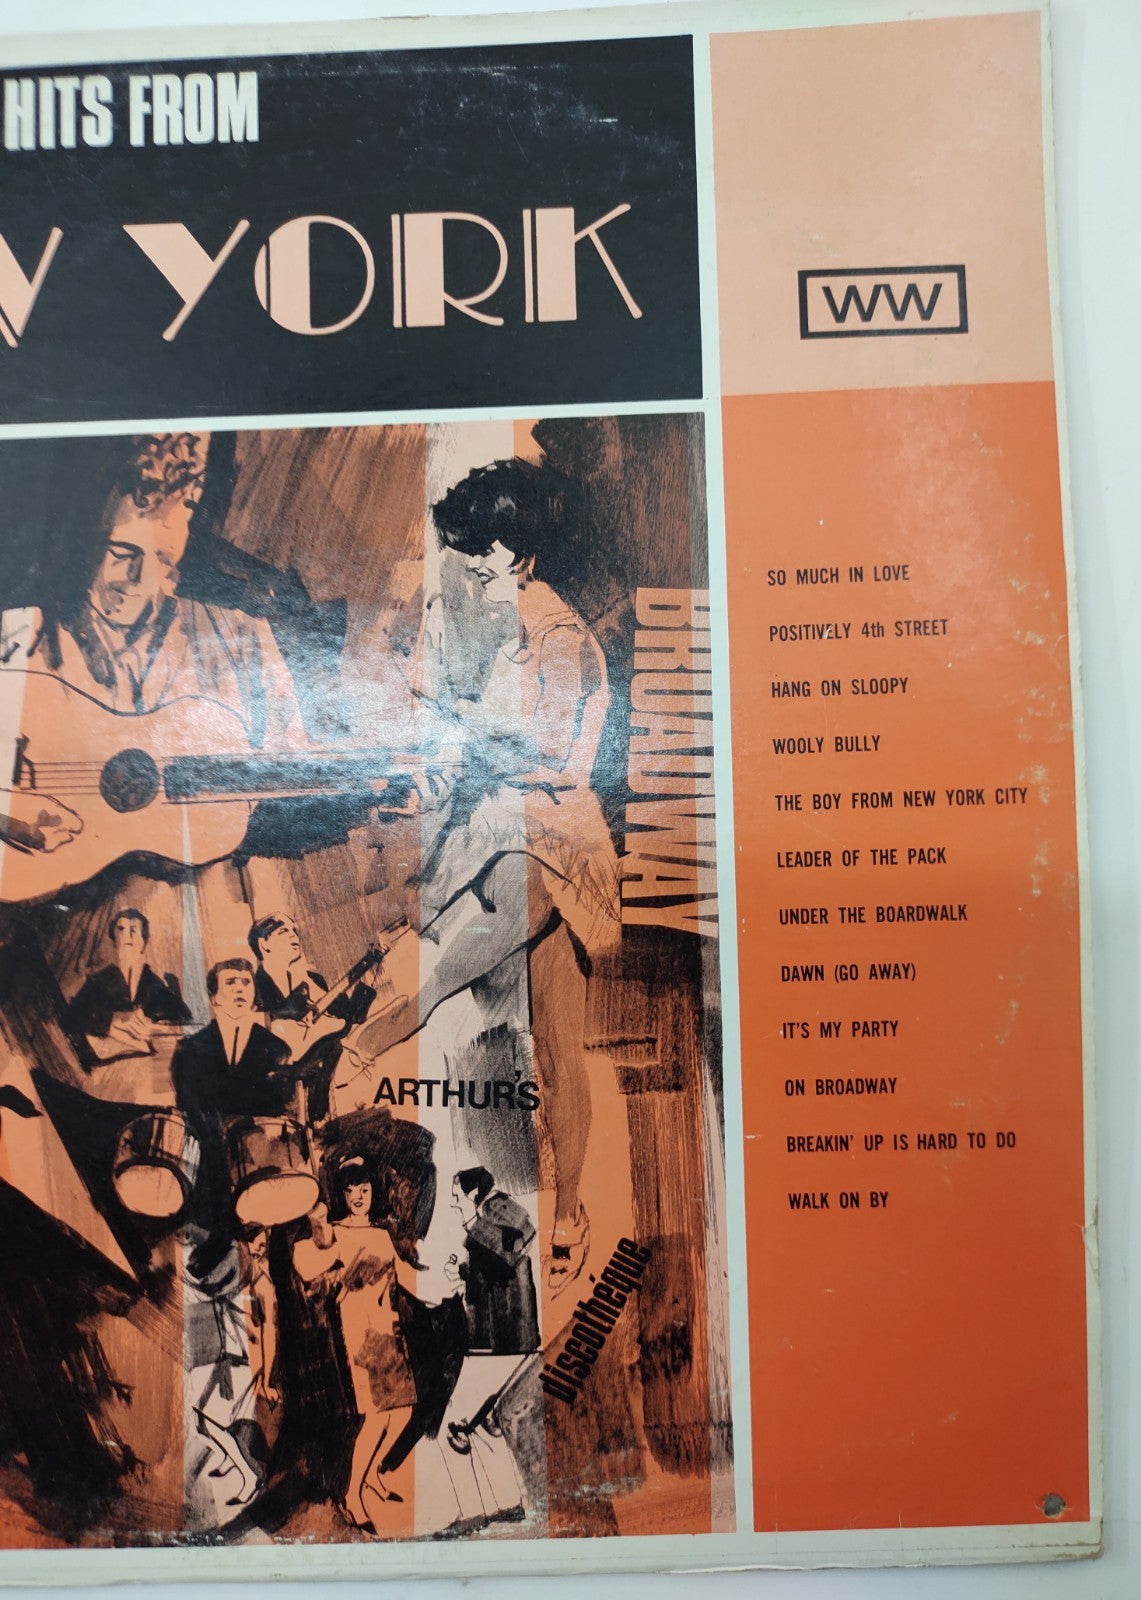 HITS FROM
W YORK
WW
SO MUCH IN LOVE
POSITIVELY 4th STREET
HANG ON SLOOPY
WOOLY BULLY
THE BOY FROM NEW YORK CITY
LEADER OF THE PACK
UNDER THE BOARDWALK
DAWN (GO AWAY)
IT'S MY PARTY
ON BROADWAY
BREAKIN' UP IS HARD TO DO
WALK ON BY
BROADWAY
ARTHUR'S
discothéque